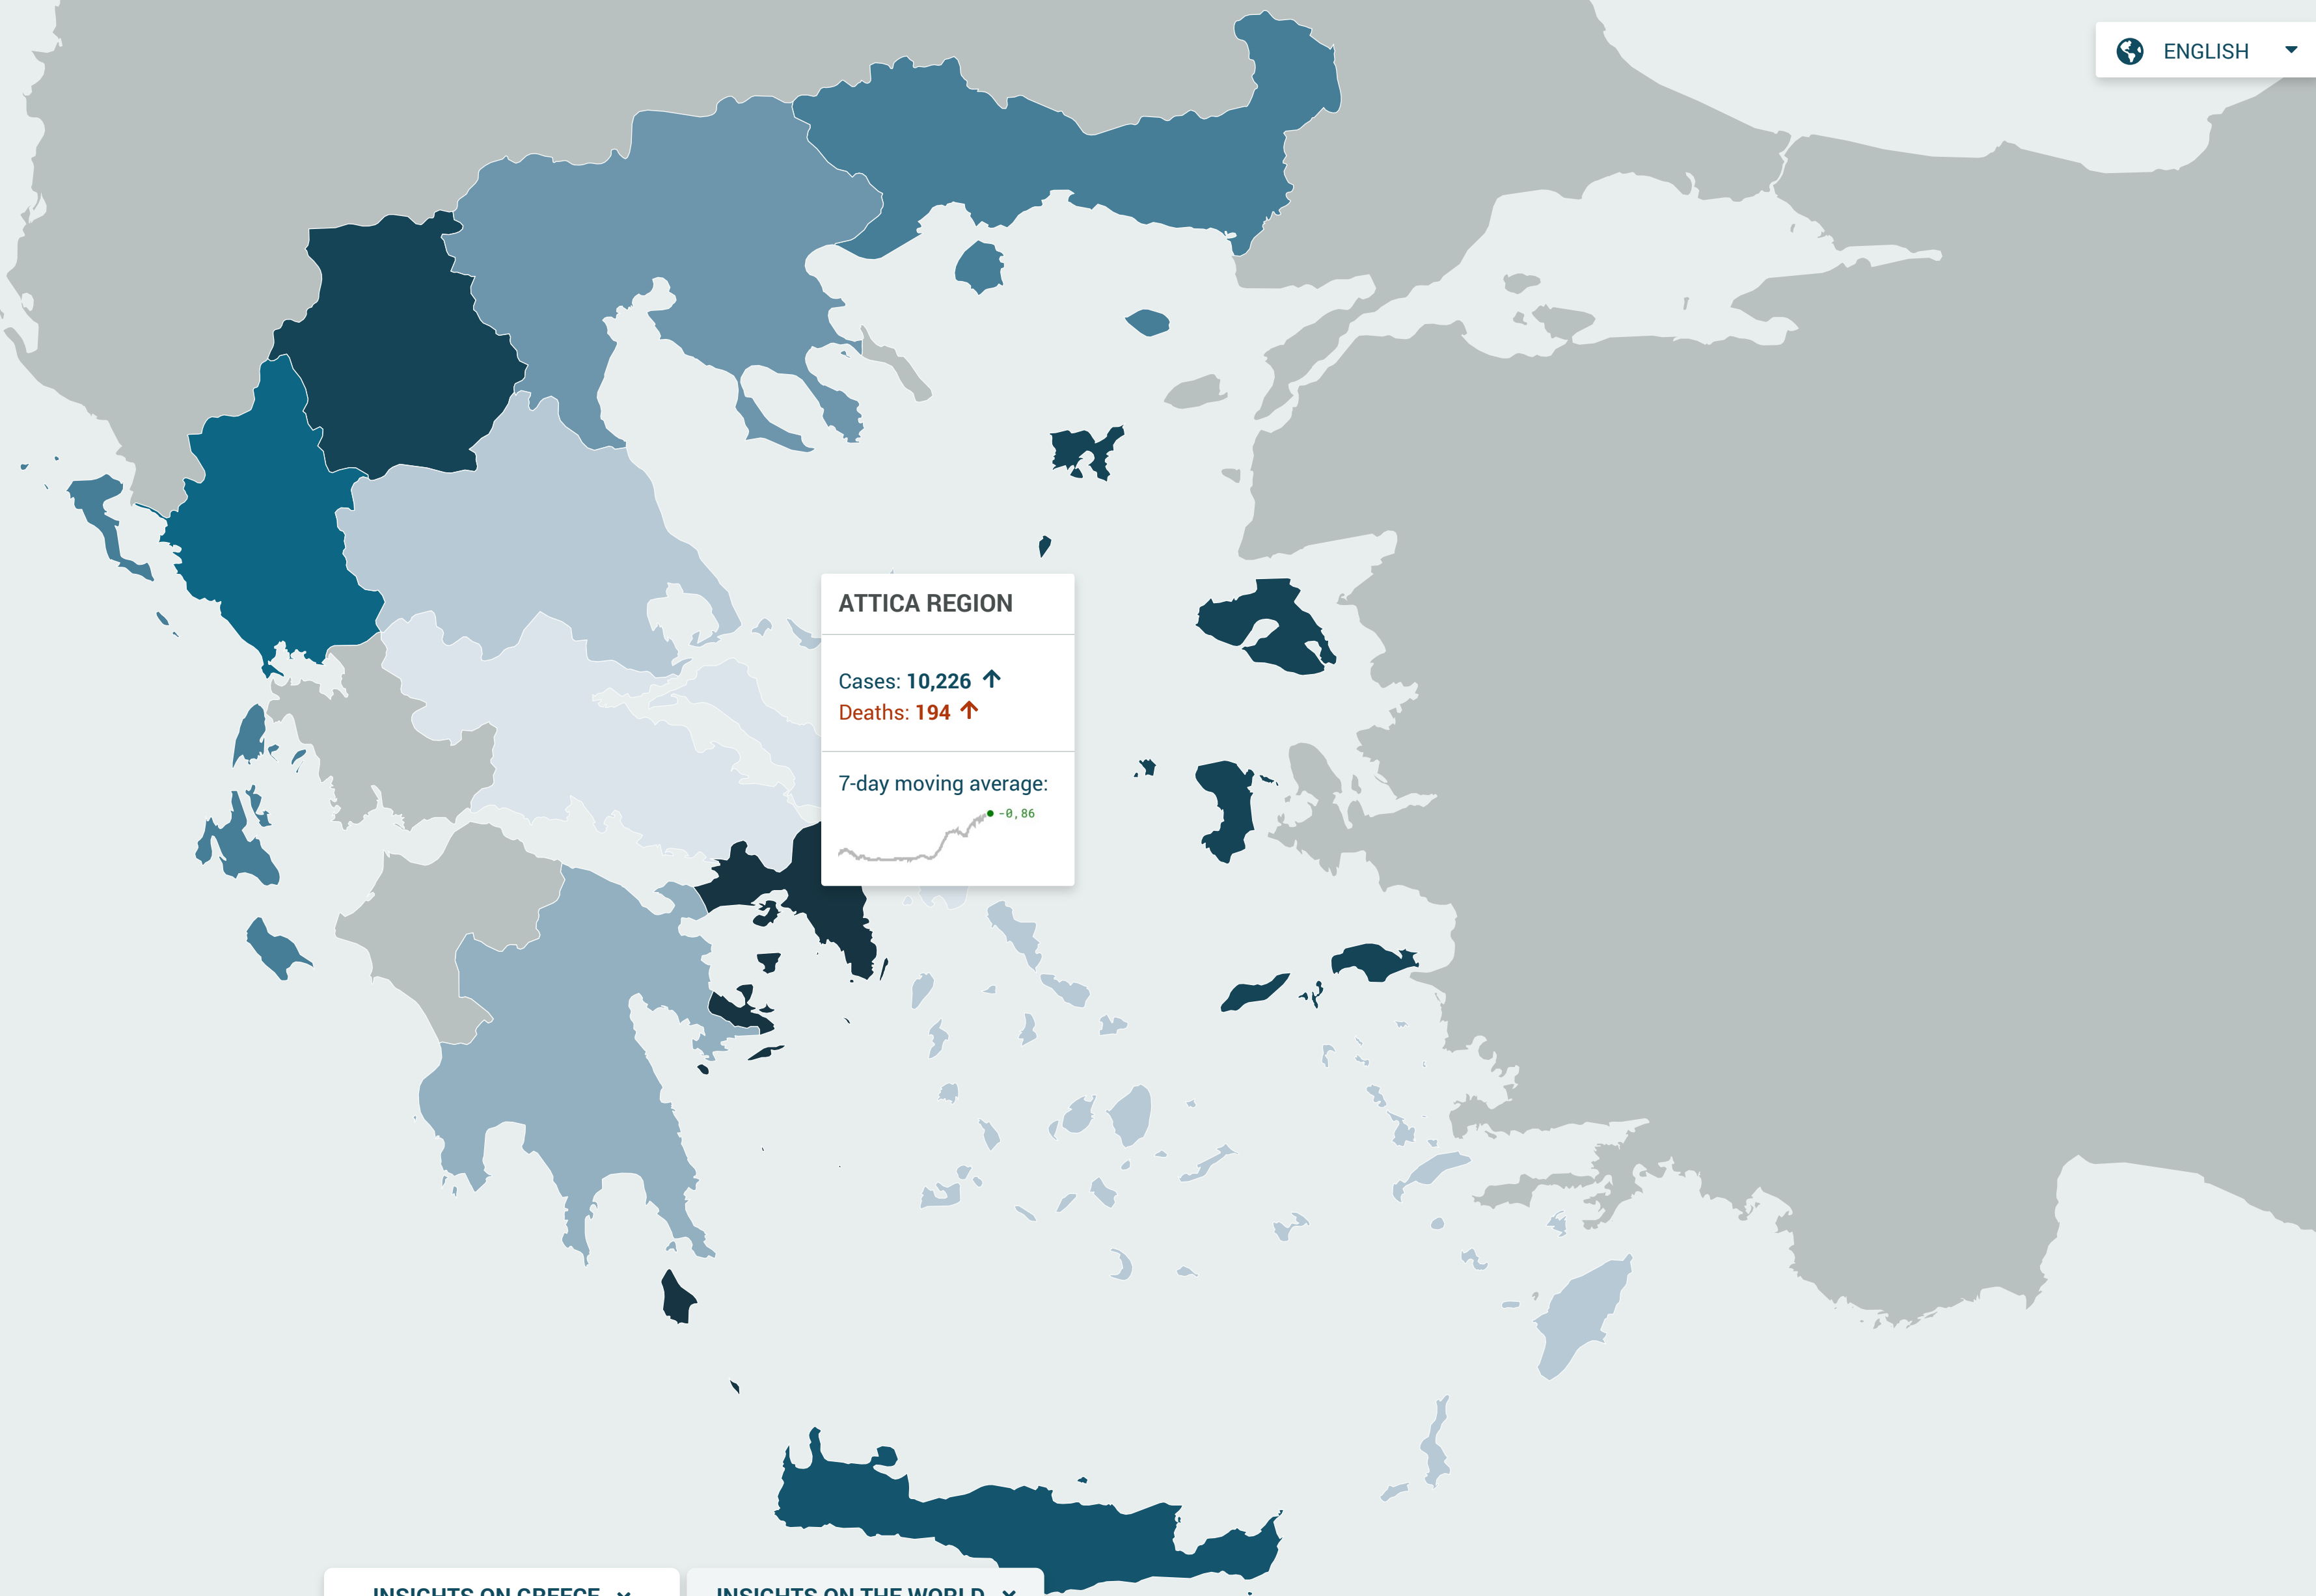 ENGLISH
ATTICA REGION
Cases: 10,226
Deaths: 194
7-day moving average:
-0,86
INSIGHTS ON GREECE
INSIGHTS ON THE WORLD